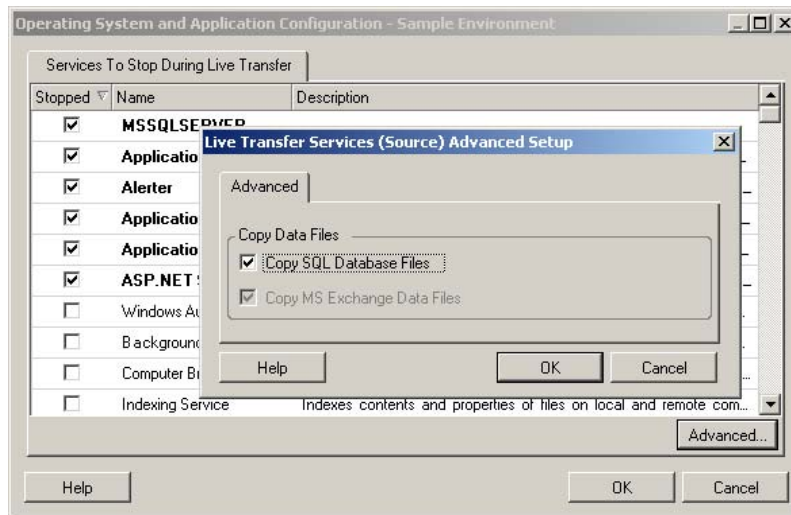 Operating System and Application Configuration - Sample Environment
Services To Stop During Live Transfer
Stopped Name Description
MSSQLSERVER
Live Transfer Services (Source) Advanced Setup
Applicatio
Advanced
Alerter
Applicatio
Copy Data Files
Applicatio
Copy SQL Database Files
ASP.NET
Copy MS Exchange Data Files
Windows Au
Background
Help OK Cancel
Computer Br
Indexing Service Indexes contents and properties of files on local and remote com...
Advanced...
Help OK Cancel